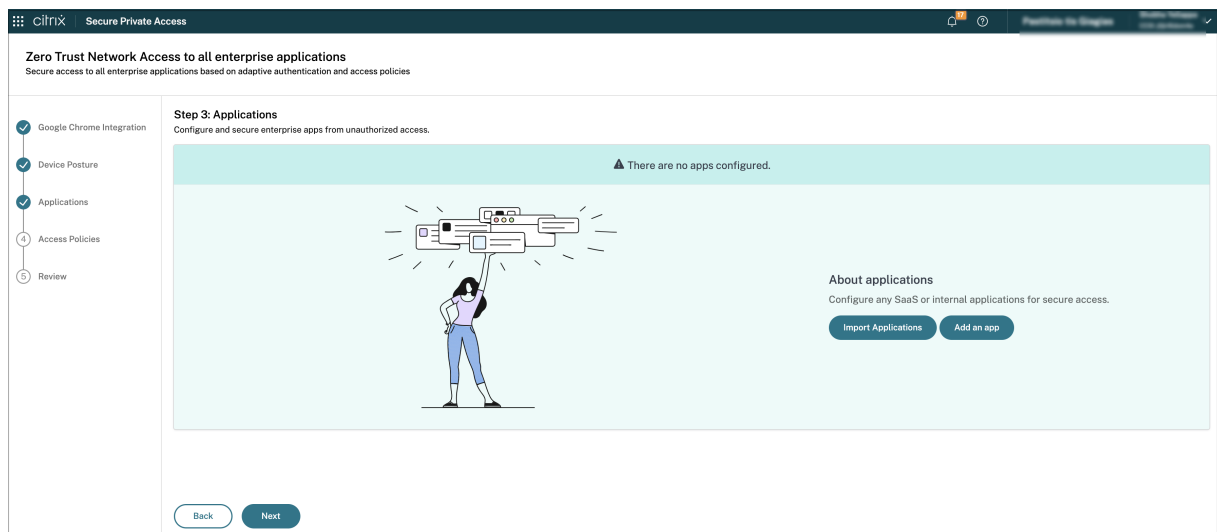 citrix Secure Private Access
17
Zero Trust Network Access to all enterprise applications
Secure access to all enterprise applications based on adaptive authentication and access policies
Google Chrome Integration
Device Posture
Applications
4 Access Policies
5 Review
Step 3: Applications
Configure and secure enterprise apps from unauthorized access.
There are no apps configured.
About applications
Configure any SaaS or internal applications for secure access.
Import Applications Add an app
Back Next